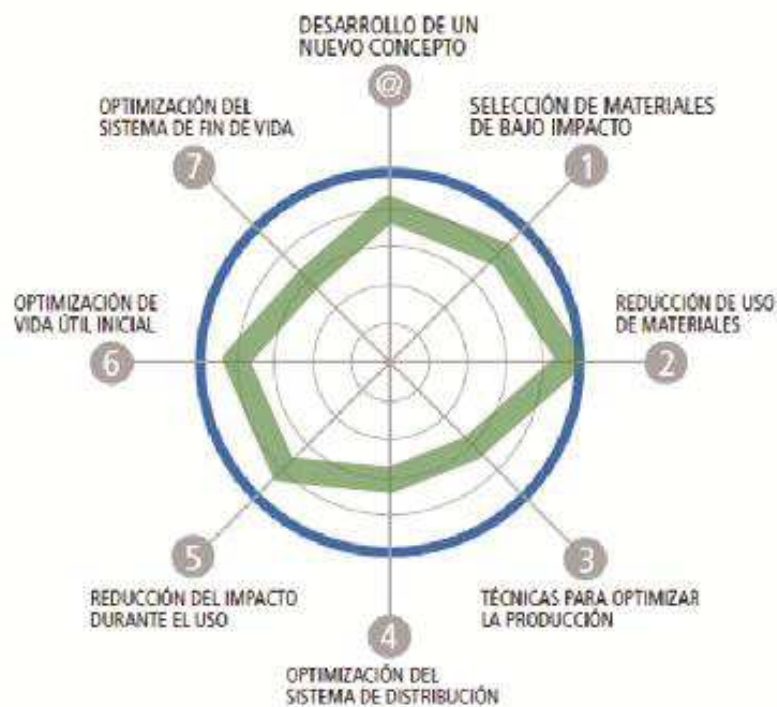 DESARROLLO DE UN
NUEVO CONCEPTO
@
OPTIMIZACIÓN DEL
SISTEMA DE FIN DE VIDA
7
SELECCIÓN DE MATERIALES
DE BAJO IMPACTO
1
OPTIMIZACIÓN DE
VIDA ÚTIL INICIAL
6
REDUCCIÓN DE USO
DE MATERIALES
2
5
REDUCCIÓN DEL IMPACTO
DURANTE EL USO
3
TÉCNICAS PARA OPTIMIZAR
LA PRODUCCIÓN
4
OPTIMIZACIÓN DEL
SISTEMA DE DISTRIBUCIÓN